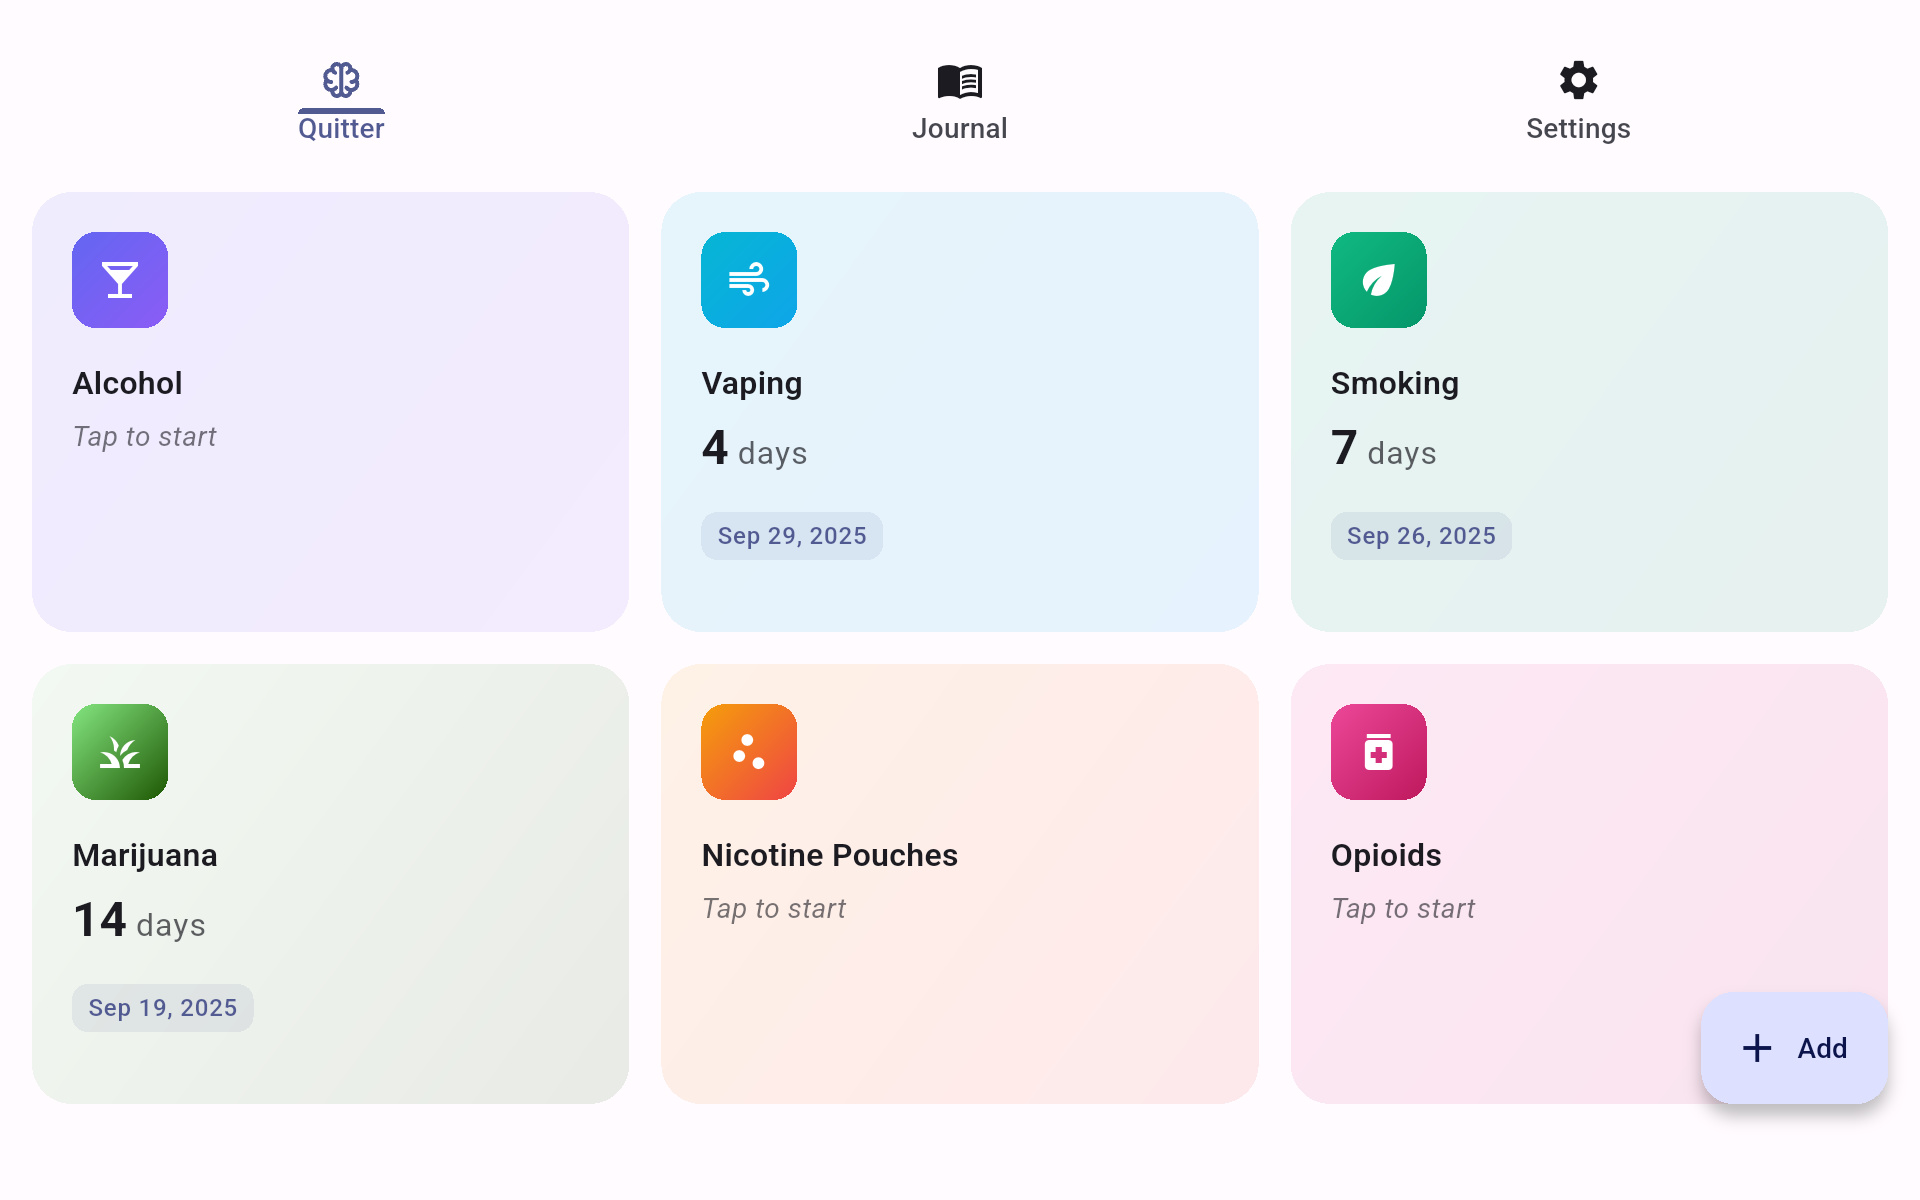 Quitter
Journal
Settings
Alcohol
Tap to start
Vaping
4 days
Sep 29, 2025
Smoking
7 days
Sep 26, 2025
Marijuana
14 days
Sep 19, 2025
Nicotine Pouches
Tap to start
Opioids
Tap to start
Add